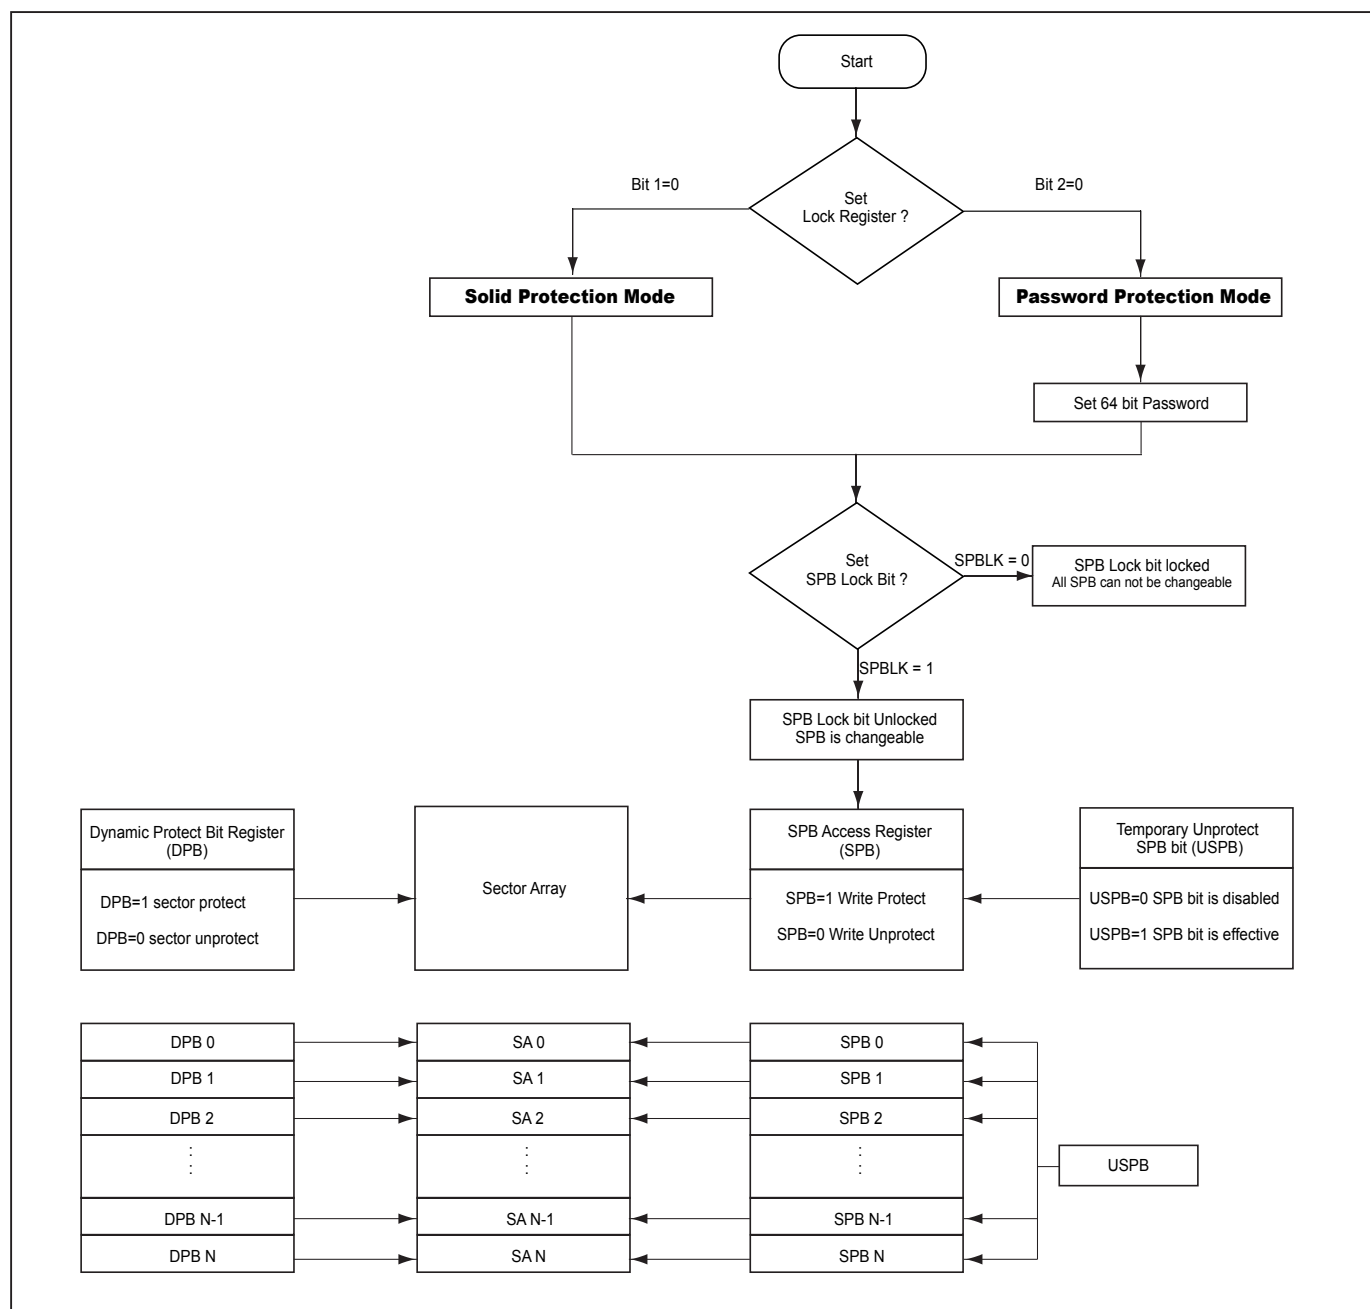 Start
Bit 1=0
Bit 2=0
Set
Lock Register ?
Solid Protection Mode
Password Protection Mode
Set 64 bit Password
Set
SPB Lock Bit ?
SPBLK = 0
SPB Lock bit locked
All SPB can not be changeable
SPBLK = 1
SPB Lock bit Unlocked
SPB is changeable
Dynamic Protect Bit Register
(DPB)
DPB=1 sector protect
DPB=0 sector unprotect
Sector Array
SPB Access Register
(SPB)
SPB=1 Write Protect
SPB=0 Write Unprotect
Temporary Unprotect
SPB bit (USPB)
USPB=0 SPB bit is disabled
USPB=1 SPB bit is effective
DPB 0
SA 0
SPB 0
DPB 1
SA 1
SPB 1
DPB 2
SA 2
SPB 2
USPB
DPB N-1
SA N-1
SPB N-1
DPB N
SA N
SPB N